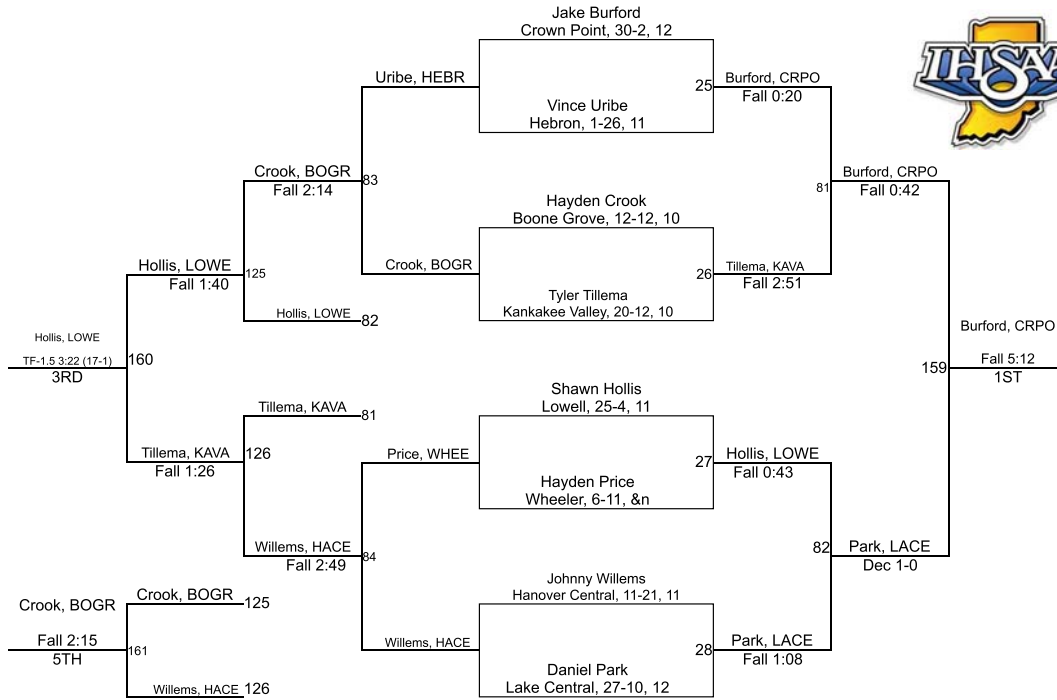 Jake Burford
Crown Point, 30-2, 12
IHSAA
Uribe, HEBR
25
Burford, CRPO
Fall 0:20
Vince Uribe
Hebron, 1-26, 11
Crook, BOGR
Fall 2:14
83
81
Burford, CRPO
Fall 0:42
Hayden Crook
Boone Grove, 12-12, 10
Hollis, LOWE
Fall 1:40
125
Crook, BOGR
26
Tillema, KAVA
Fall 2:51
Tyler Tillema
Kankakee Valley, 20-12, 10
Hollis, LOWE
82
Hollis, LOWE
TF-1.5 3:22 (17-1)
3RD
160
Burford, CRPO
159
Fall 5:12
1ST
Shawn Hollis
Lowell, 25-4, 11
Tillema, KAVA
81
Tillema, KAVA
Fall 1:26
126
Price, WHEE
27
Hollis, LOWE
Fall 0:43
Hayden Price
Wheeler, 6-11, &n
Willems, HACE
Fall 2:49
84
82
Park, LACE
Dec 1-0
Johnny Willems
Hanover Central, 11-21, 11
Crook, BOGR
Fall 2:15
5TH
Crook, BOGR
125
161
Willems, HACE
28
Park, LACE
Fall 1:08
Daniel Park
Lake Central, 27-10, 12
Willems, HACE
126